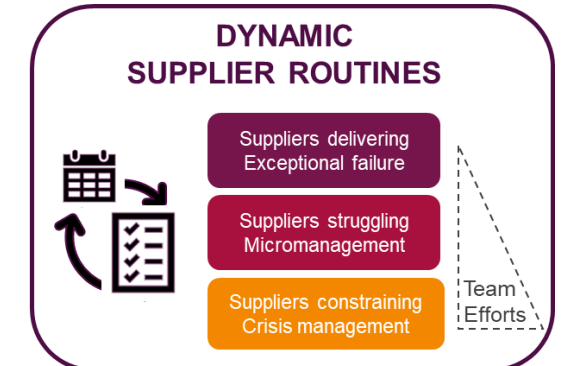 DYNAMIC
SUPPLIER ROUTINES
Suppliers delivering
Exceptional failure
Suppliers struggling
Micromanagement
Suppliers constraining
Crisis management
Team
Efforts